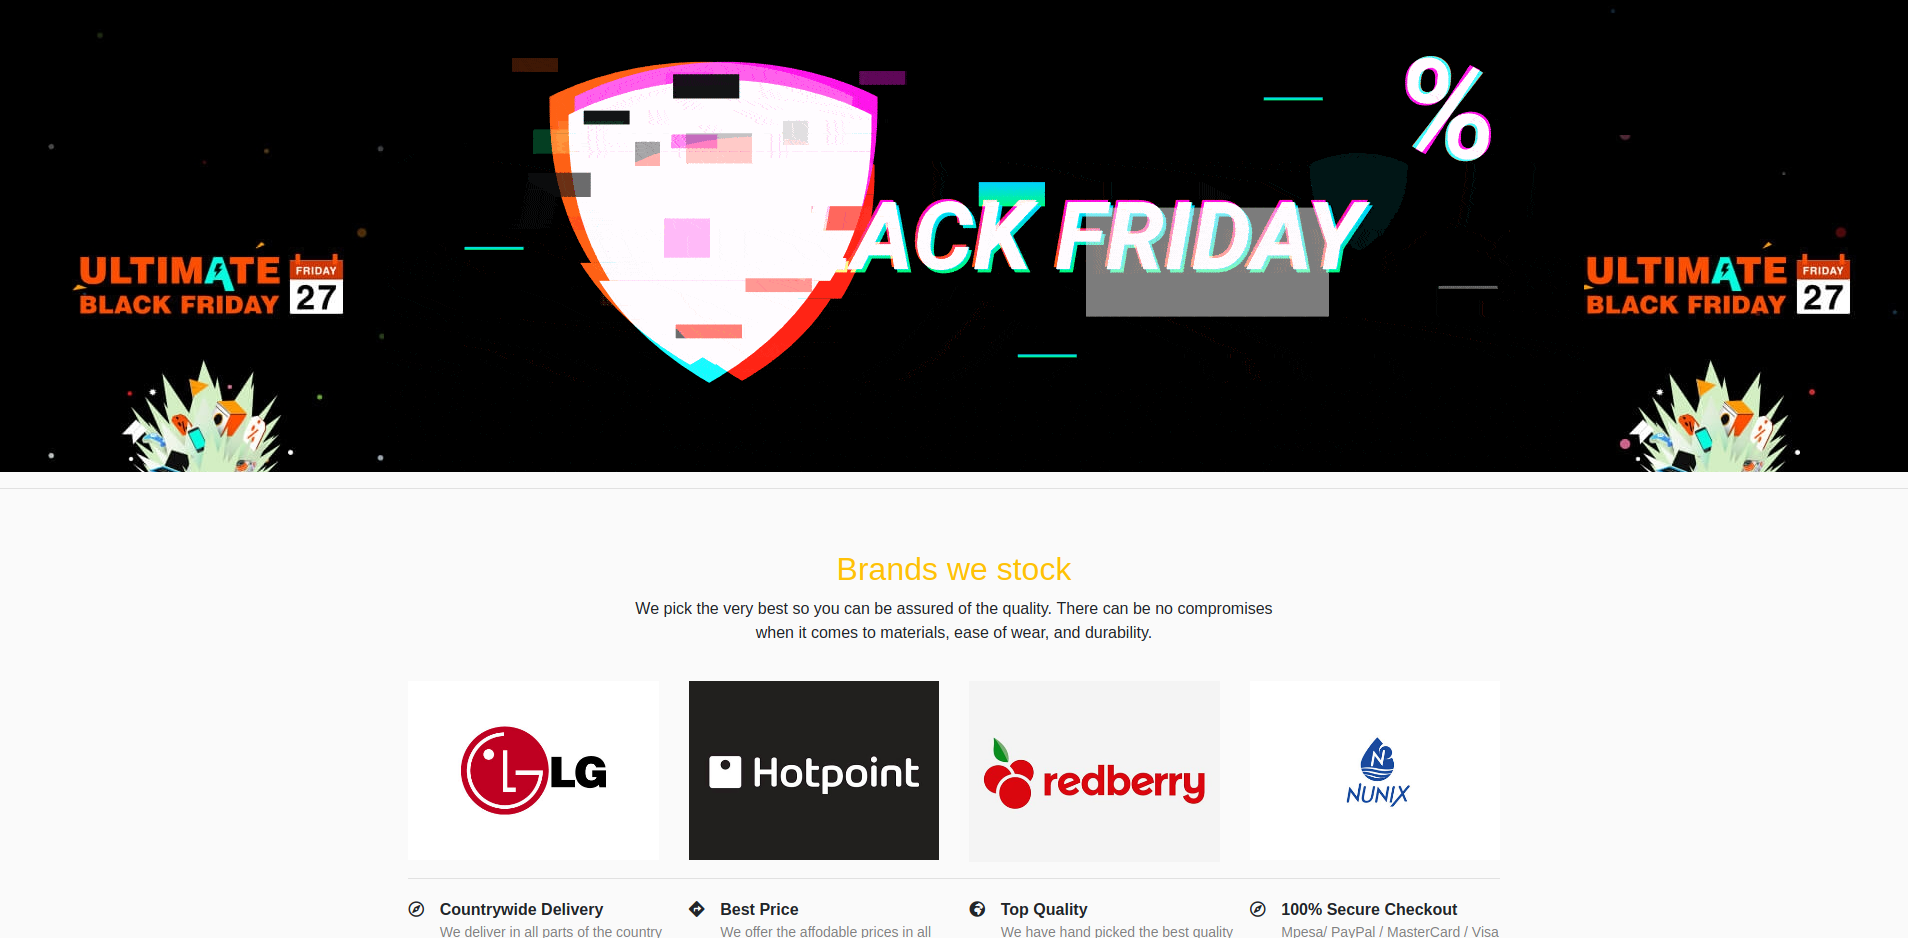 %
ACK FRIDAY
ULTIMATE
BLACK FRIDAY
FRIDAY
27
ULTIMATE
BLACK FRIDAY
FRIDAY
27
Brands we stock
We pick the very best so you can be assured of the quality. There can be no compromises
when it comes to materials, ease of wear, and durability.
LG
Hotpoint
redberry
N
NUNIX
Countrywide Delivery
Best Price
Top Quality
100% Secure Checkout
We deliver in all parts of the country
We offer the affodable prices in all
We have hand picked the best quality
Mpesa/ PayPal / MasterCard / Visa